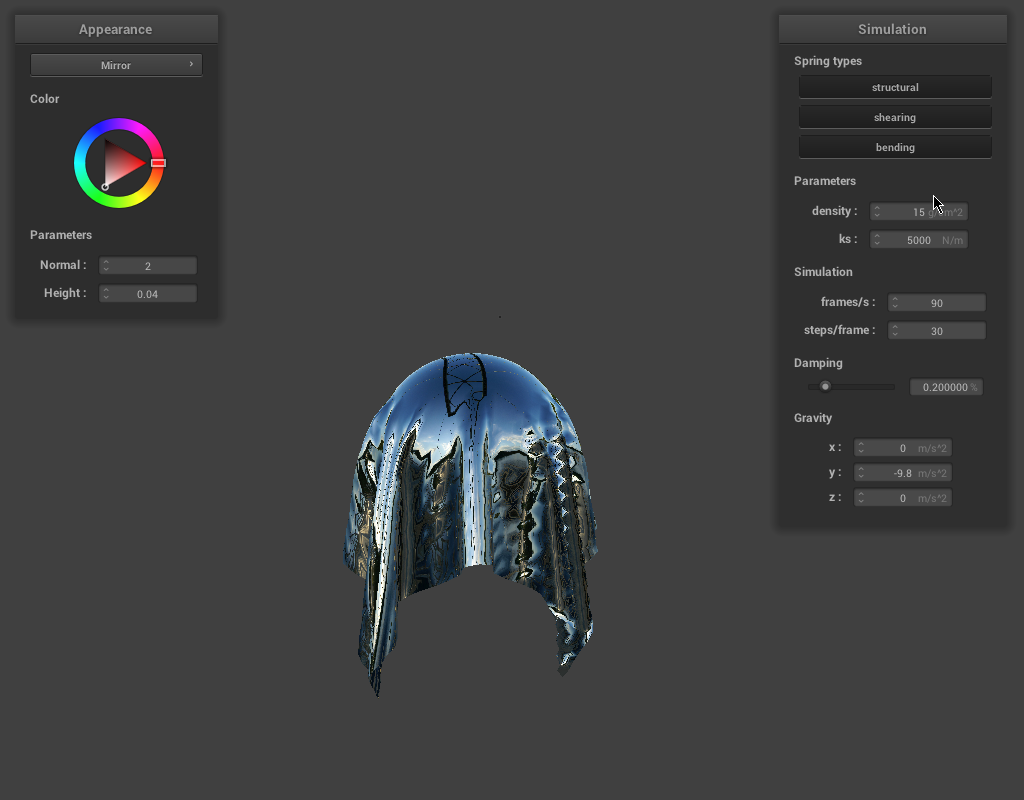 Appearance
Mirror
Color
Parameters
Normal : 2
Height : 0.04
Simulation
Spring types
structural
shearing
bending
Parameters
density : 15
ks : 5000 N/m
Simulation
frames/s : 90
steps/frame : 30
Damping
0.200000 %
Gravity
x : 0 m/s^2
y : -9.8 m/s^2
z : 0 m/s^2